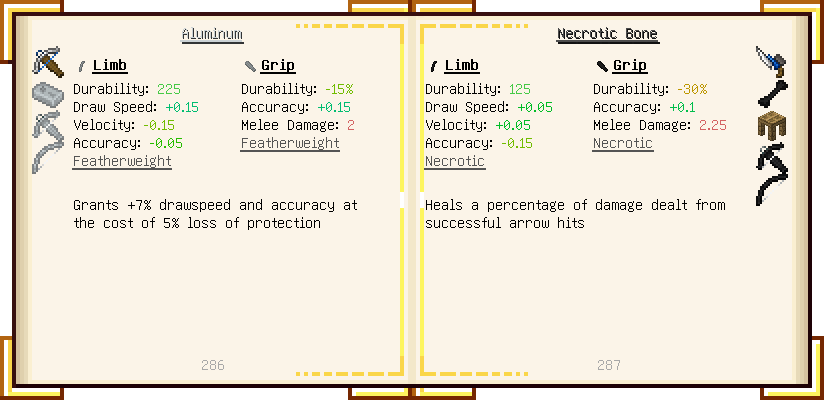 Aluminum
Limb
Durability: 225
Draw Speed: +0.15
Velocity: -0.15
Accuracy: -0.05
Featherweight
Grip
Durability: -15%
Accuracy: +0.15
Melee Damage: 2
Featherweight
Grants +7% drawspeed and accuracy at
the cost of 5% loss of protection
286
Necrotic Bone
Limb
Durability: 125
Draw Speed: +0.05
Velocity: +0.05
Accuracy: -0.15
Necrotic
Grip
Durability: -30%
Accuracy: +0.1
Melee Damage: 2.25
Necrotic
Heals a percentage of damage dealt from
successful arrow hits
287